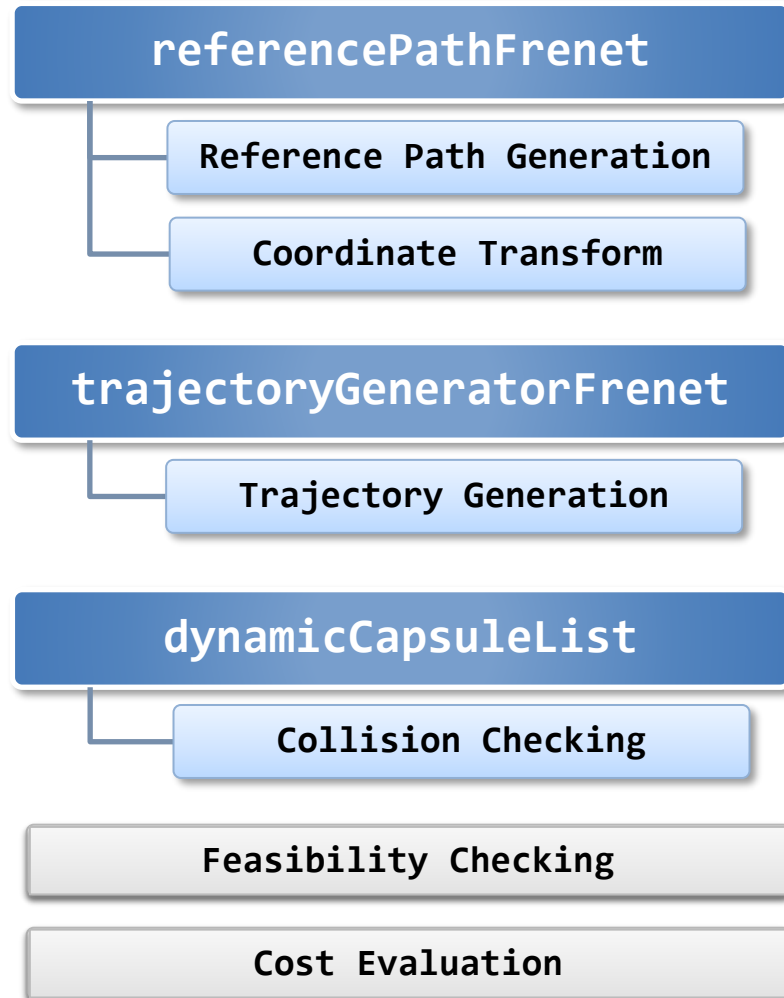 referencePathFrenet
Reference Path Generation
Coordinate Transform
trajectoryGeneratorFrenet
Trajectory Generation
dynamicCapsuleList
Collision Checking
Feasibility Checking
Cost Evaluation